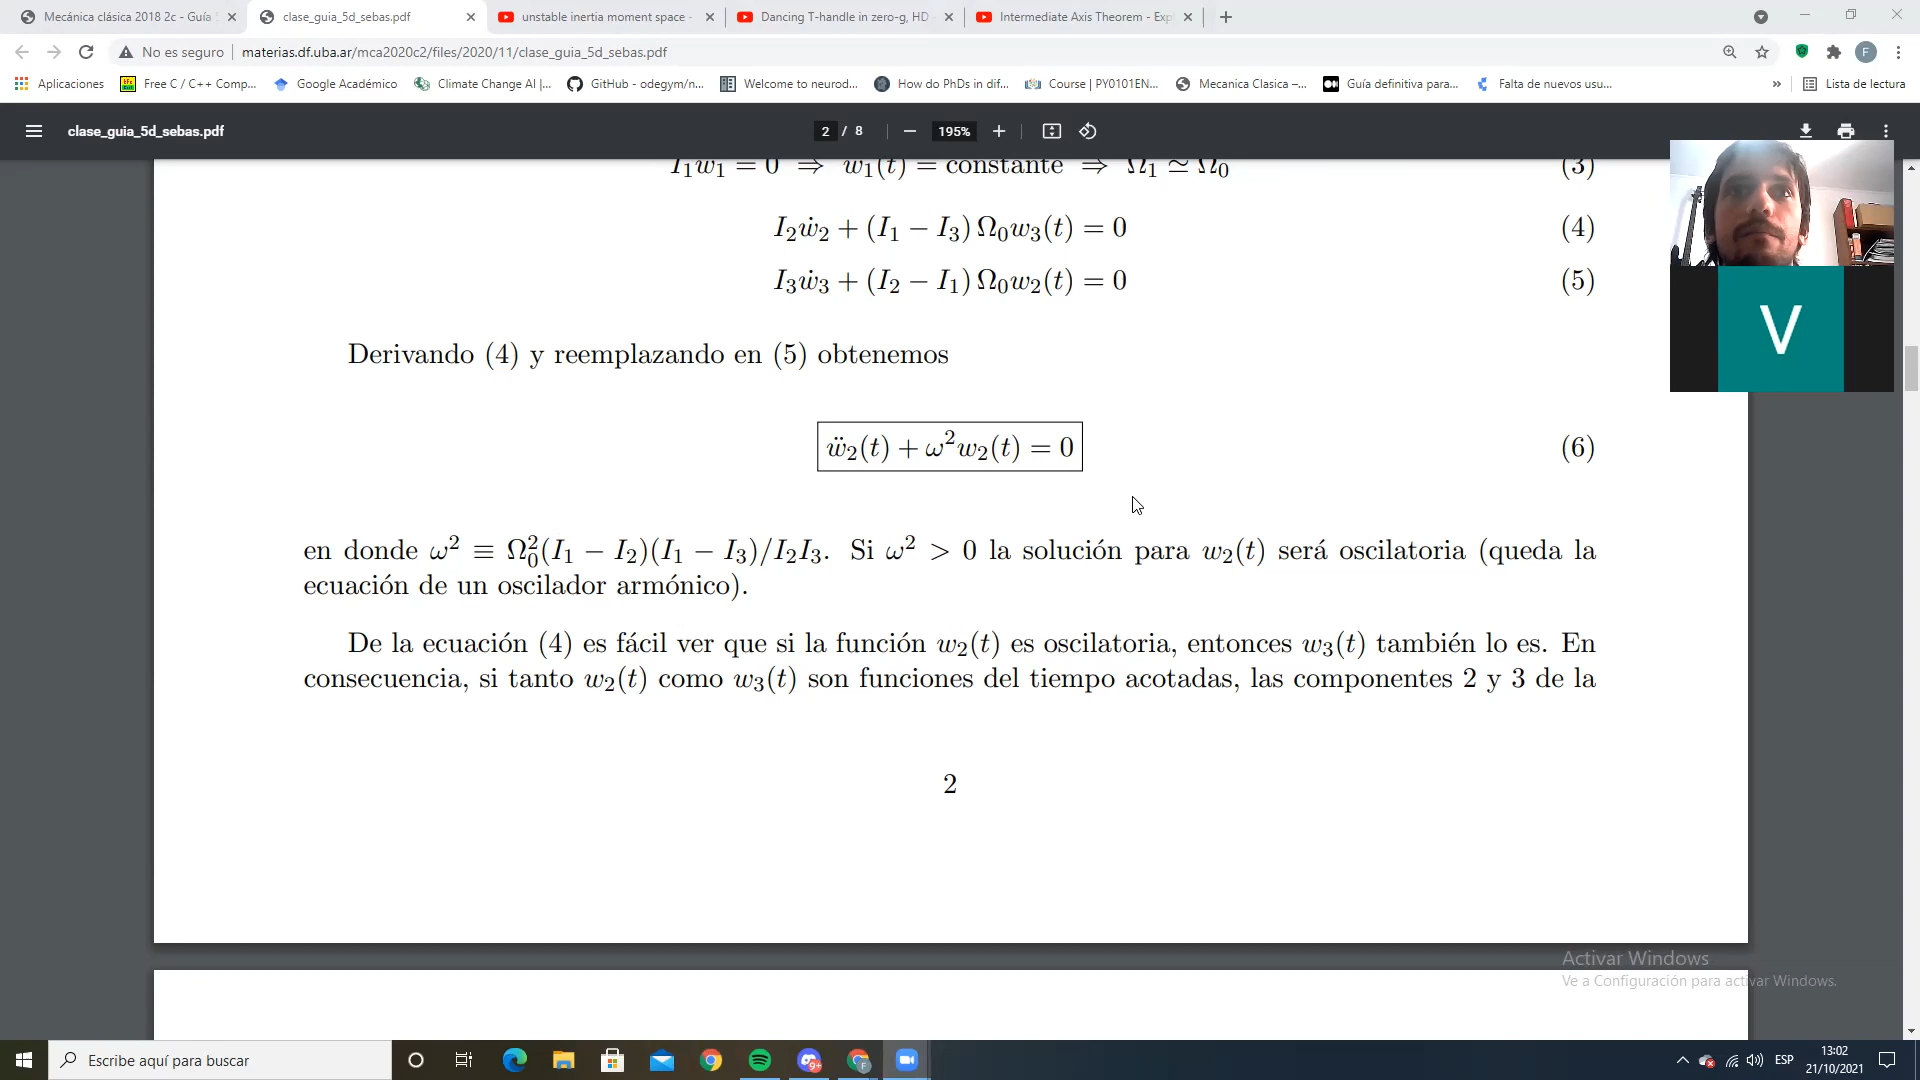 Mecánica clásica 2018 2c - Guía
clase_guia_5d_sebas.pdf
unstable inertia moment space -
Dancing T-handle in zero-g, HD
Intermediate Axis Theorem - Exp
No es seguro | materias.df.uba.ar/mca2020c2/files/2020/11/clase_guia_5d_sebas.pdf
F
Aplicaciones
Free C / C++ Comp...
Google Académico
Climate Change AI |...
GitHub - odegym/n...
Welcome to neurod...
How do PhDs in dif...
Course | PY0101EN...
Mecanica Clasica –...
Guía definitiva para...
Falta de nuevos usu...
»
Lista de lectura
clase_guia_5d_sebas.pdf
2 / 8
— 195% +
I₁ẇ₁ = 0 ⇒ w₁(t) = constante ⇒ Ω₁ ≃ Ω₀ (3)
I₂ẇ₂ + (I₁ − I₃) Ω₀w₃(t) = 0 (4)
I₃ẇ₃ + (I₂ − I₁) Ω₀w₂(t) = 0 (5)
V
Derivando (4) y reemplazando en (5) obtenemos
ẅ₂(t) + ω²w₂(t) = 0 (6)
en donde ω² ≡ Ω₀²(I₁ − I₂)(I₁ − I₃)/I₂I₃. Si ω² > 0 la solución para w₂(t) será oscilatoria (queda la
ecuación de un oscilador armónico).
De la ecuación (4) es fácil ver que si la función w₂(t) es oscilatoria, entonces w₃(t) también lo es. En
consecuencia, si tanto w₂(t) como w₃(t) son funciones del tiempo acotadas, las componentes 2 y 3 de la
2
Activar Windows
Ve a Configuración para activar Windows.
Escribe aquí para buscar
9+
F
ESP
13:02
21/10/2021